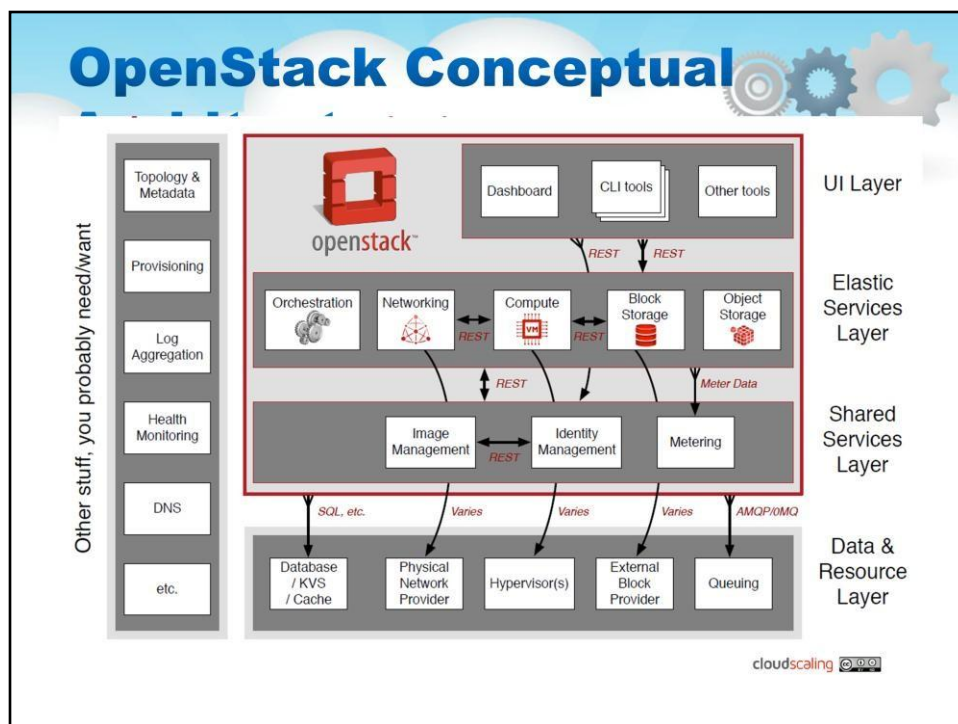 OpenStack Conceptual
Other stuff, you probably need/want
Topology &
Metadata
Provisioning
Log
Aggregation
Health
Monitoring
DNS
etc.
openstack™
Dashboard
CLI tools
Other tools
UI Layer
REST
REST
Orchestration
Networking
Compute
VM
Block
Storage
Object
Storage
REST
REST
Elastic
Services
Layer
REST
Meter Data
Image
Management
REST
Identity
Management
Metering
Shared
Services
Layer
SQL, etc.
Varies
Varies
Varies
AMQP/0MQ
Database
/ KVS
/ Cache
Physical
Network
Provider
Hypervisor(s)
External
Block
Provider
Queuing
Data &
Resource
Layer
cloudscaling